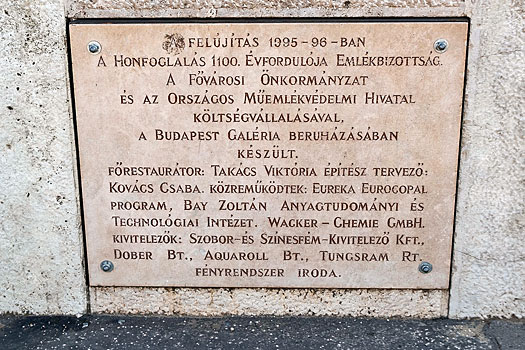 A FELÚJÍTÁS 1995-96-BAN
A HONFOGLALÁS 1100. ÉVFORDULÓJA EMLÉKBIZOTTSÁG.
A FŐVÁROSI ÖNKORMÁNYZAT
ÉS AZ ORSZÁGOS MŰEMLÉKVÉDELMI HIVATAL
KÖLTSÉGVÁLLALÁSÁVAL,
A BUDAPEST GALÉRIA BERUHÁZÁSÁBAN
KÉSZÜLT.
FŐRESTAURÁTOR: TAKÁCS VIKTÓRIA ÉPÍTÉSZ TERVEZŐ:
KOVÁCS CSABA. KÖZREMŰKÖDTEK: EUREKA EUROCOPAL
PROGRAM, BAY ZOLTÁN ANYAGTUDOMÁNYI ÉS
TECHNOLÓGIAI INTÉZET. WACKER-CHEMIE GMBH.
KIVITELEZŐK: SZOBOR-ÉS SZÍNESFÉM-KIVITELEZŐ KFT.,
DOBER BT., AQUAROLL BT., TUNGSRAM RT.
FÉNYRENDSZER IRODA.